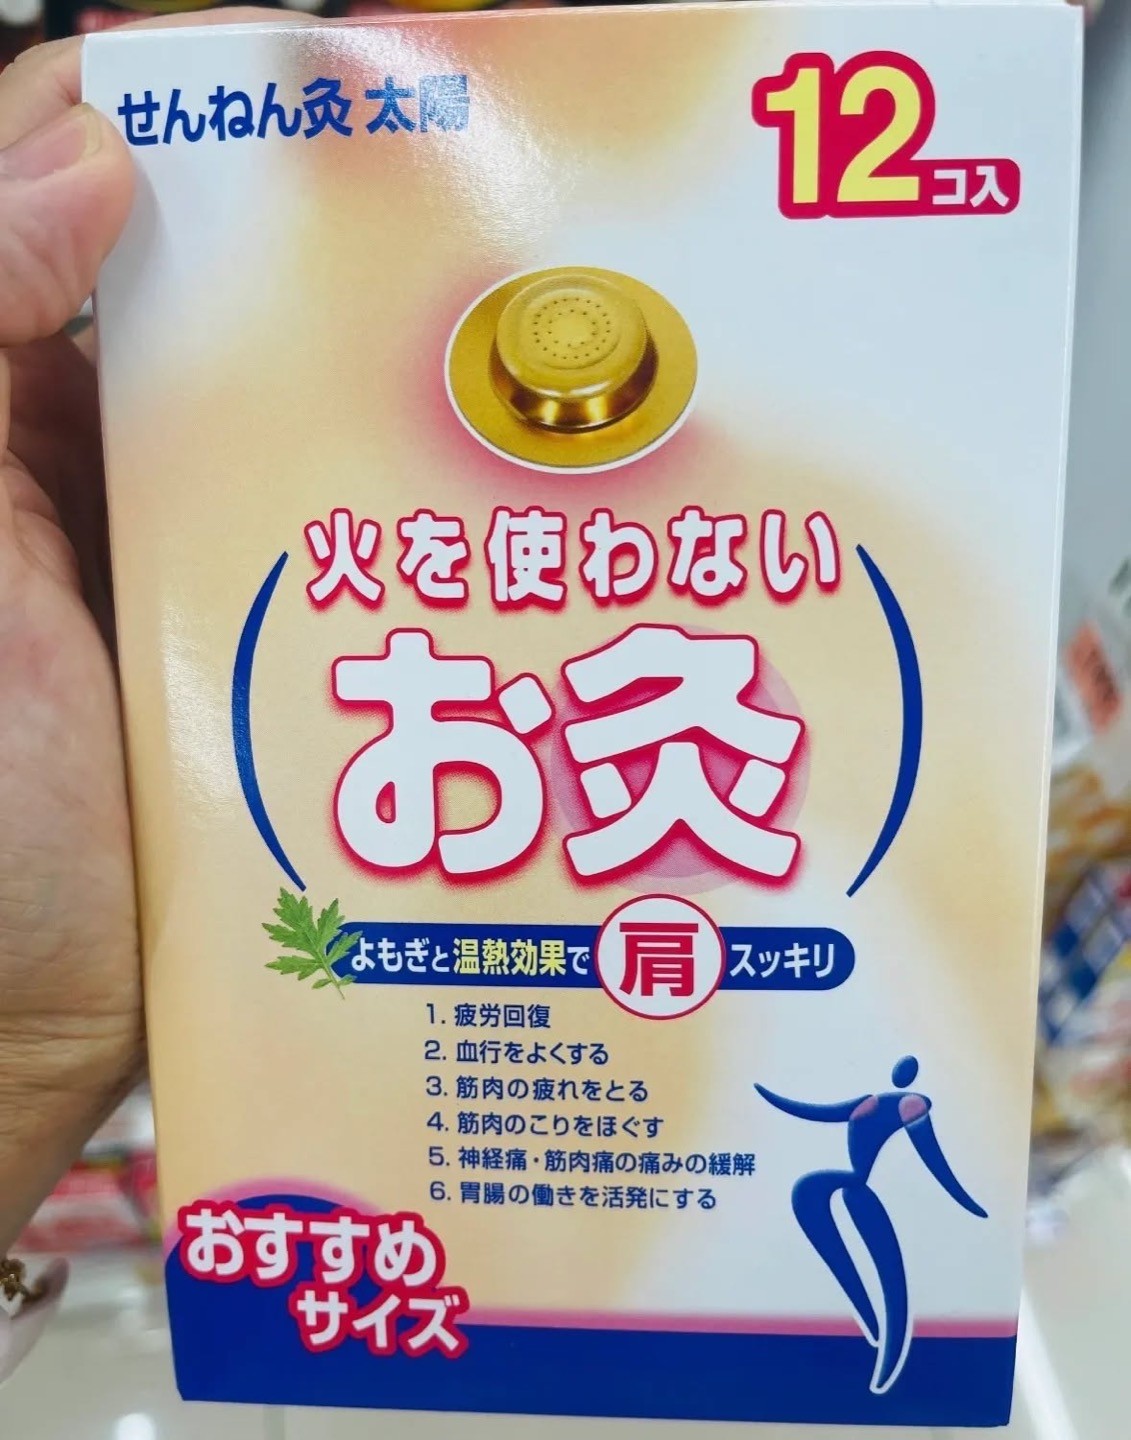 せんねん灸 太陽
12コ入
火を使わない
お灸
よもぎと温熱効果で肩スッキリ
1. 疲労回復
2. 血行をよくする
3. 筋肉の疲れをとる
4. 筋肉のこりをほぐす
5. 神経痛・筋肉痛の痛みの緩解
6. 胃腸の働きを活発にする
おすすめ
サイズ